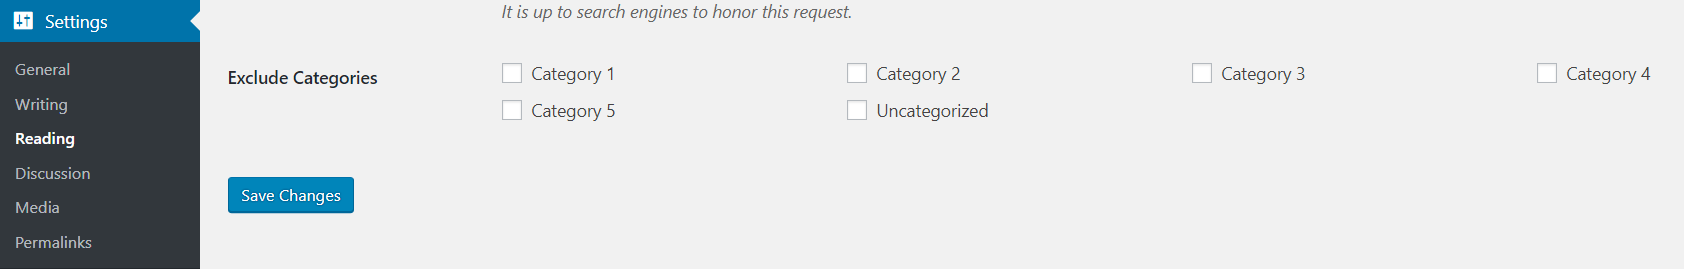 Settings
General
Writing
Reading
Discussion
Media
Permalinks
It is up to search engines to honor this request.
Exclude Categories
Category 1 Category 2 Category 3 Category 4
Category 5 Uncategorized
Save Changes